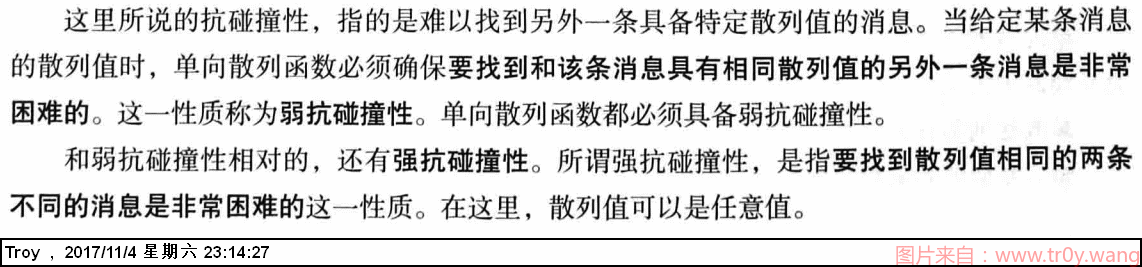 这里所说的抗碰撞性，指的是难以找到另外一条具备特定散列值的消息。当给定某条消息
的散列值时，单向散列函数必须确保要找到和该条消息具有相同散列值的另外一条消息是非常
困难的。这一性质称为弱抗碰撞性。单向散列函数都必须具备弱抗碰撞性。
和弱抗碰撞性相对的，还有强抗碰撞性。所谓强抗碰撞性，是指要找到散列值相同的两条
不同的消息是非常困难的这一性质。在这里，散列值可以是任意值。
Troy , 2017/11/4 星期六 23:14:27
图片来自：www.tr0y.wang